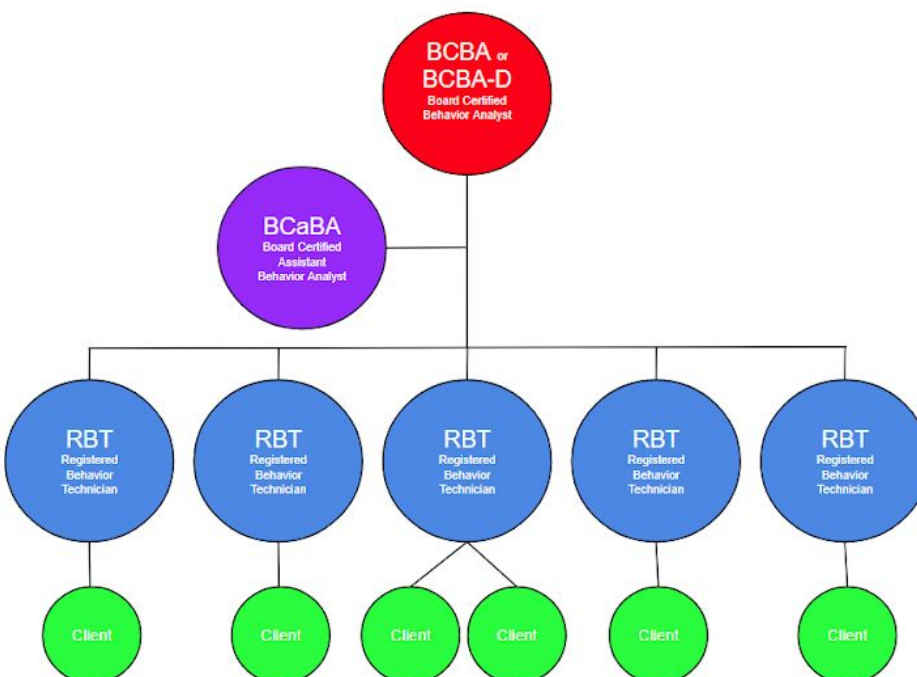 BCBA or
BCBA-D
Board Certified
Behavior Analyst
BCaBA
Board Certified
Assistant
Behavior Analyst
RBT
Registered
Behavior
Technician
RBT
Registered
Behavior
Technician
RBT
Registered
Behavior
Technician
RBT
Registered
Behavior
Technician
RBT
Registered
Behavior
Technician
Client
Client
Client
Client
Client
Client